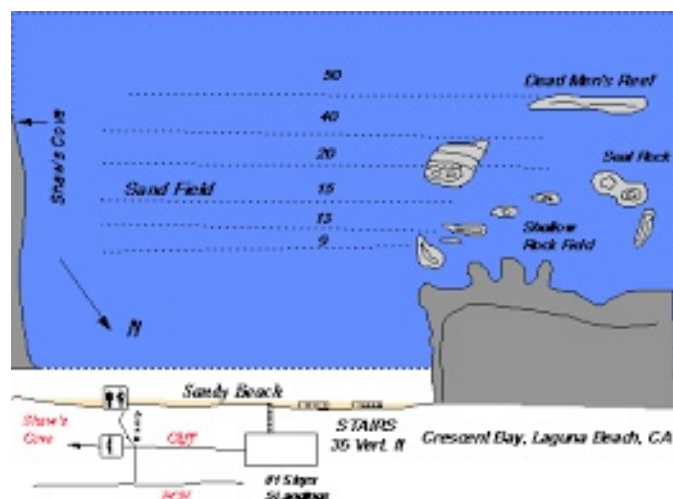 50
Dead Men's Reef
40
Shaw's Cove
20
Seal Rock
Sand Field
15
13
Shallow
Rock Field
9
N
Sandy Beach
Shaw's
Cove
Cliff
STAIRS
35 Vert. ft
Crescent Bay, Laguna Beach, CA
PCH